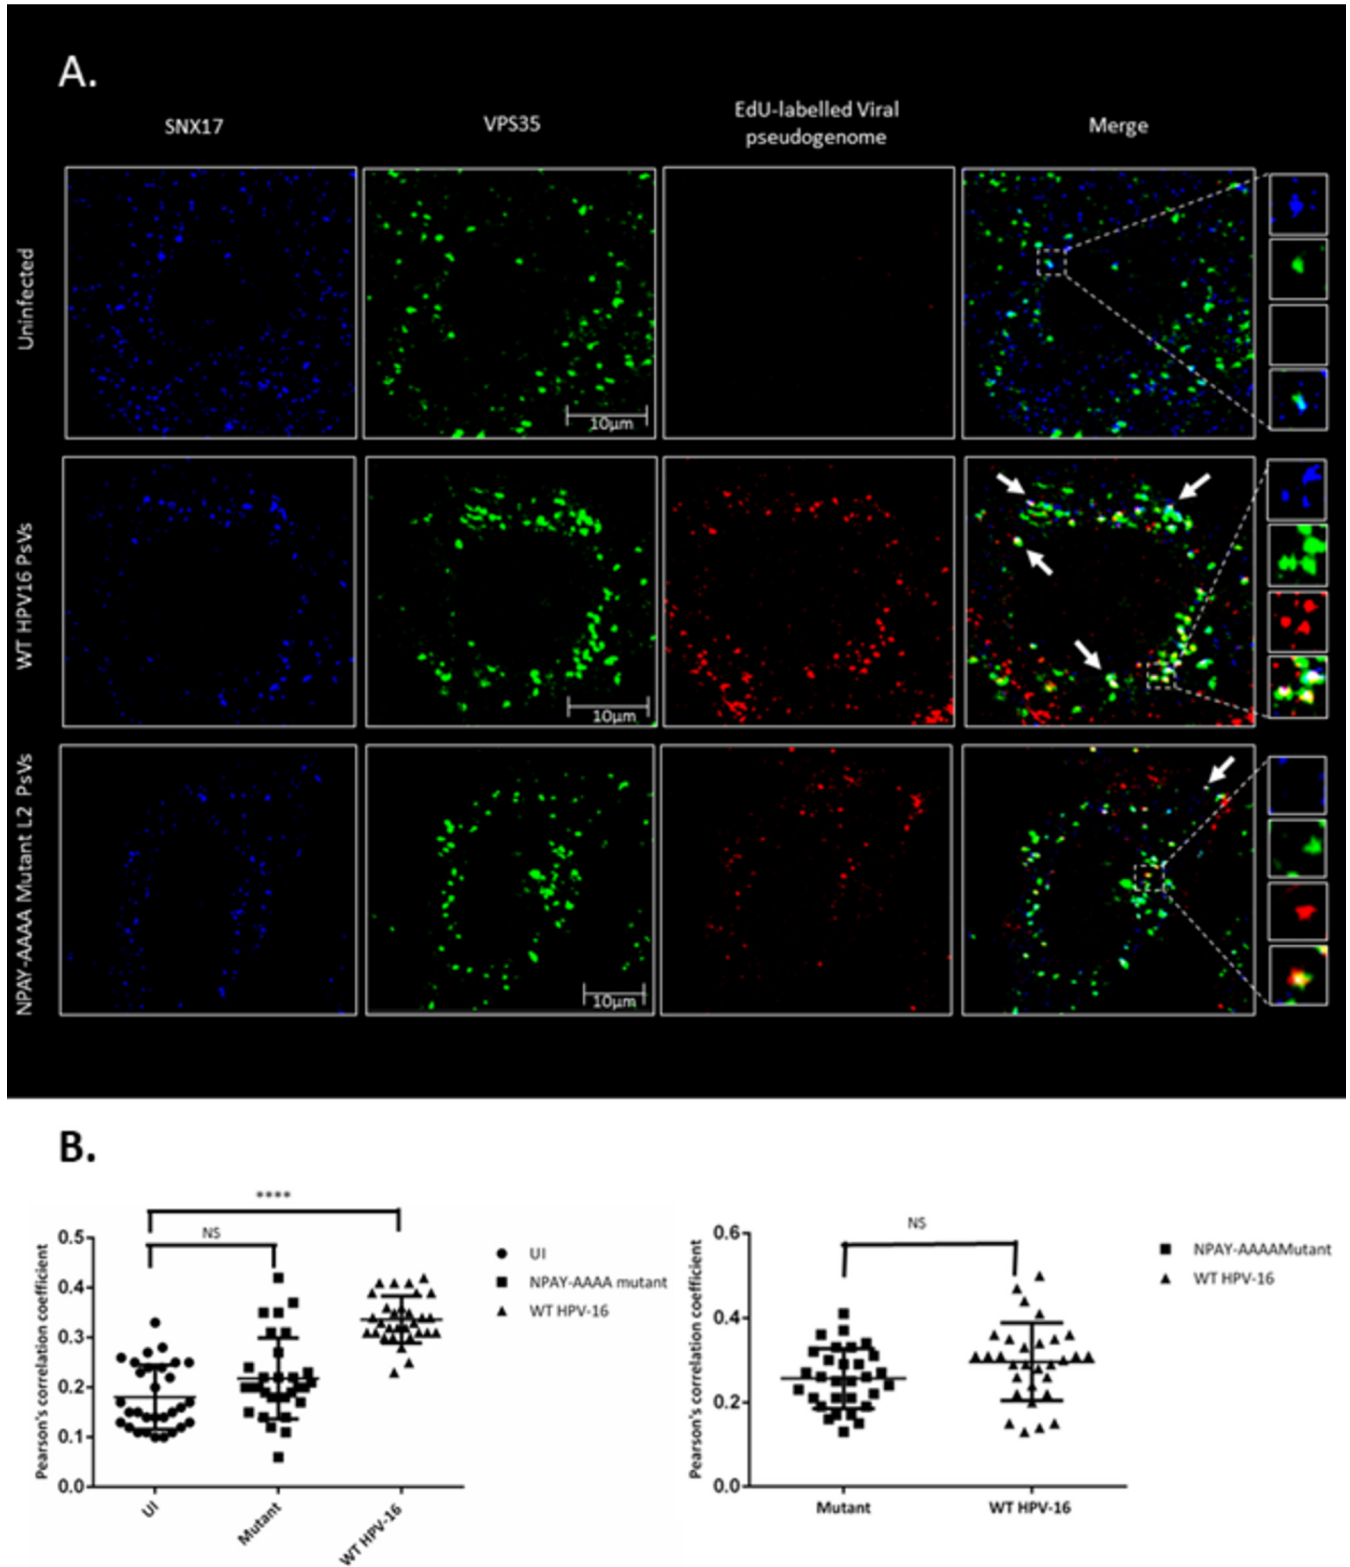 A.
SNX17
VPS35
EdU-labelled Viral
pseudogenome
Merge
Uninfected
10μm
WT HPV16 PsVs
10μm
NPAY-AAAA Mutant L2 PsVs
10μm
B.
****
NS
Pearson's correlation coefficient
0.5
0.4
0.3
0.2
0.1
0.0
UI
Mutant
WT HPV-16
UI
NPAY-AAAA mutant
WT HPV-16
NS
Pearson's correlation coefficient
0.6
0.4
0.2
0.0
Mutant
WT HPV-16
NPAY-AAAAMutant
WT HPV-16